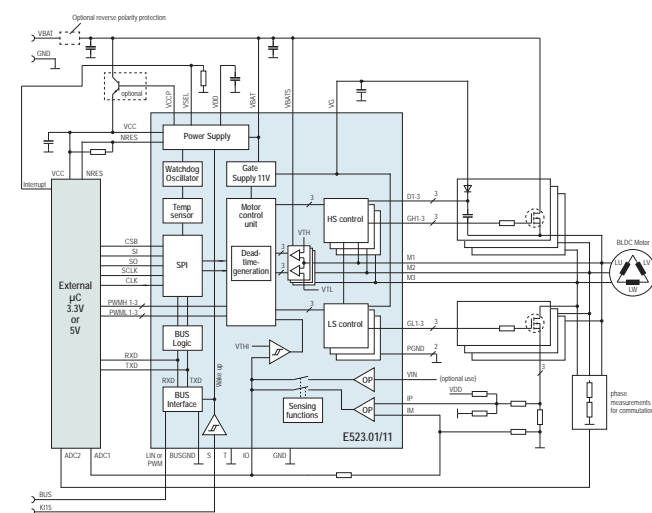 Optional reverse polarity protection
VBAT
GND
optional
VCCP
VSEL
VDD
VBAT
VBATS
VG
VCC
NRES
Power Supply
VCC
NRES
Interrupt
Watchdog
Oscillator
Gate
Supply 11V
Temp
sensor
Motor
control
unit
3
HS control
D1-3
3
GH1-3
3
BLDC Motor
LU
LV
LW
External
µC
3.3V
or
5V
CSB
SI
SO
SCLK
CLK
SPI
Dead-
time-
generation
3
3
VTH
VTL
M1
M2
M3
PWMH 1-3
PWML 1-3
3
LS control
GL1-3
3
PGND
2
BUS
Logic
VTHI
RXD
TXD
RXD
TXD
Wake up
BUS
Interface
Sensing
functions
OP
OP
VIN
(optional use)
IP
IM
VDD
3
phase
measurements
for commutation
E523.01/11
ADC2
ADC1
LIN or
PWM
BUSGND
S
T
IO
GND
BUS
Kl15